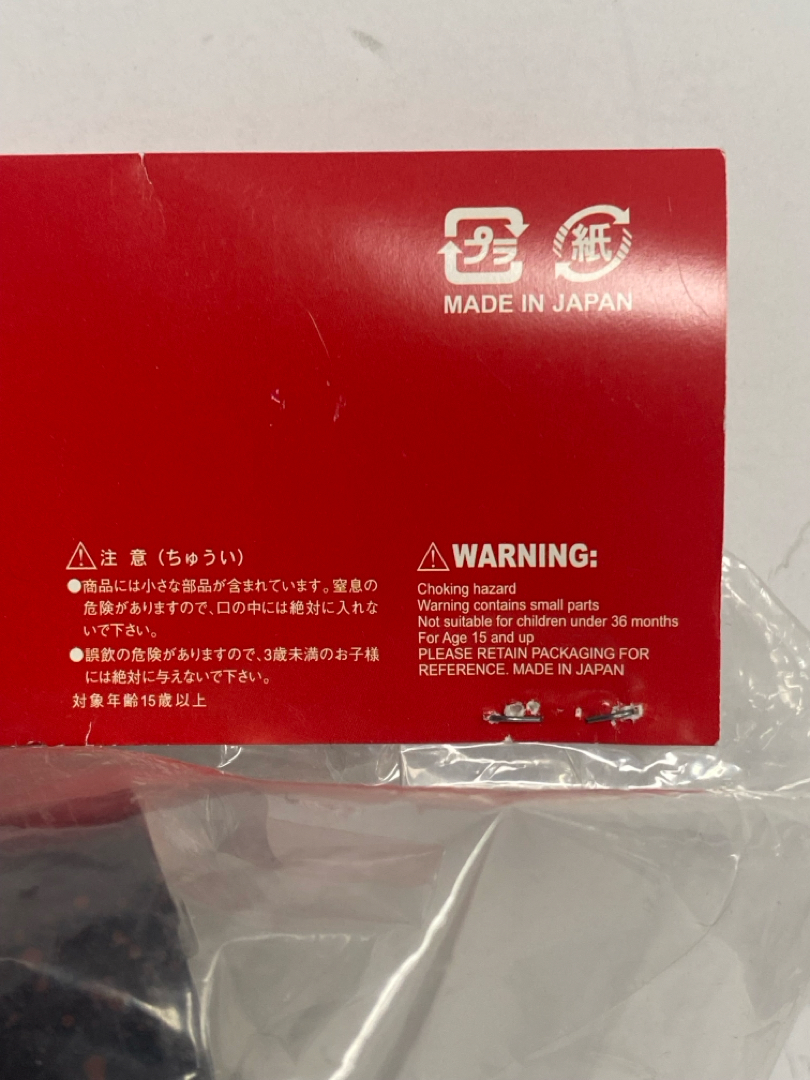 プラ 紙
MADE IN JAPAN
⚠注 意（ちゅうい）
●商品には小さな部品が含まれています。窒息の
危険がありますので、口の中には絶対に入れな
いで下さい。
●誤飲の危険がありますので、3歳未満のお子様
には絶対に与えないで下さい。
対象年齢15歳以上
⚠WARNING:
Choking hazard
Warning contains small parts
Not suitable for children under 36 months
For Age 15 and up
PLEASE RETAIN PACKAGING FOR
REFERENCE. MADE IN JAPAN